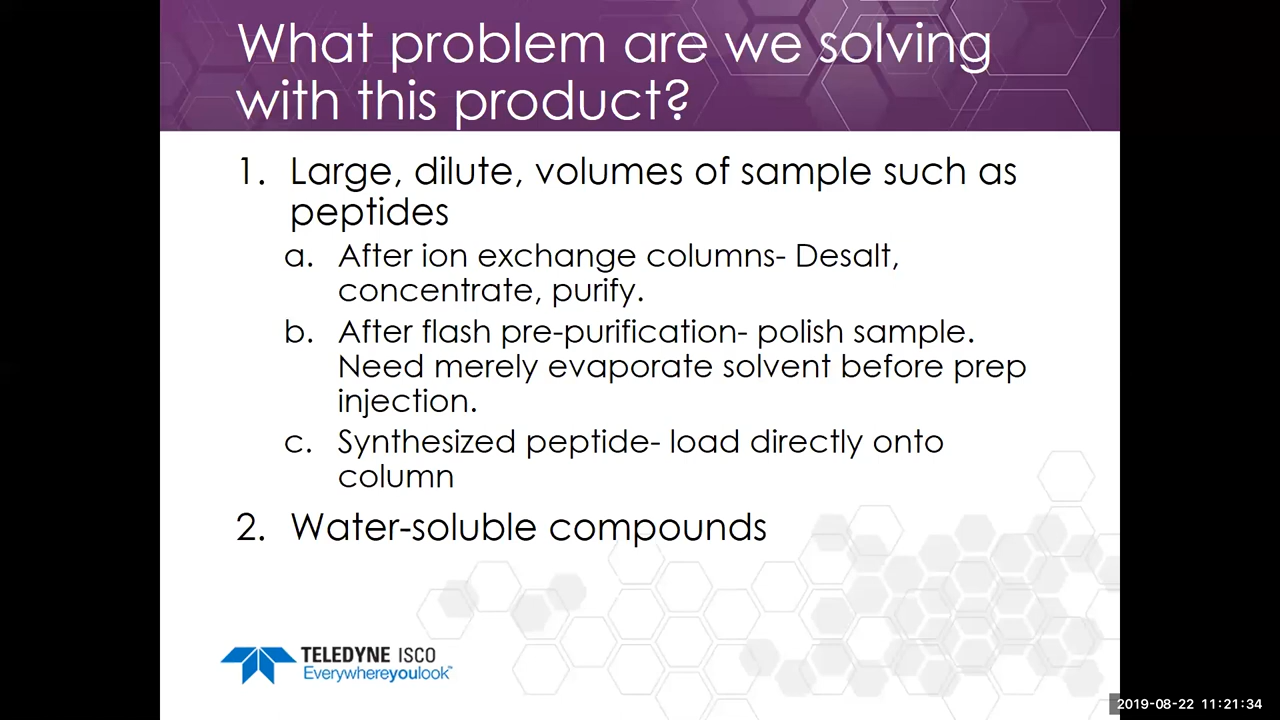 What problem are we solving
with this product?
1. Large, dilute, volumes of sample such as
peptides
a. After ion exchange columns- Desalt,
concentrate, purify.
b. After flash pre-purification- polish sample.
Need merely evaporate solvent before prep
injection.
c. Synthesized peptide- load directly onto
column
2. Water-soluble compounds
TELEDYNE ISCO
Everywhereyoulook™
2019-08-22 11:21:34